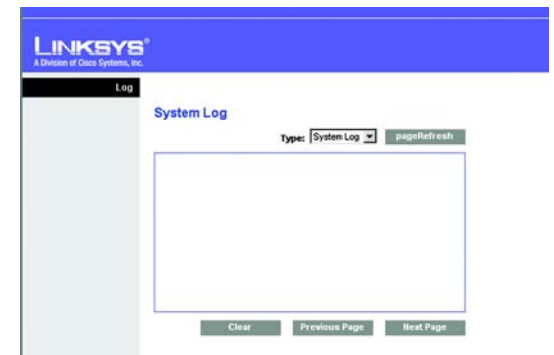 LINKSYS®
A Division of Cisco Systems, Inc.
Log
System Log
Type: System Log pageRefresh
Clear Previous Page Next Page